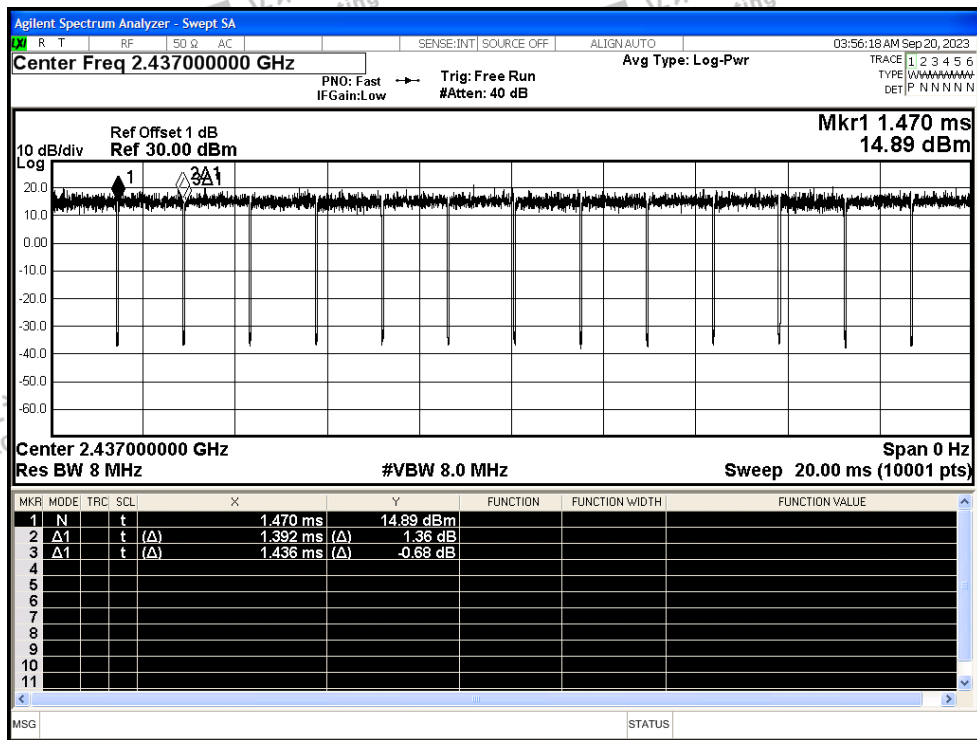 Agilent Spectrum Analyzer - Swept SA
LXI R T RF 50 Ω AC SENSE:INT SOURCE OFF ALIGN AUTO 03:56:18 AM Sep 20, 2023
Center Freq 2.437000000 GHz
PNO: Fast
IFGain:Low
Trig: Free Run
#Atten: 40 dB
Avg Type: Log-Pwr
TRACE 1 2 3 4 5 6
TYPE
DET P N N N N N
Mkr1 1.470 ms
14.89 dBm
Ref Offset 1 dB
10 dB/div Ref 30.00 dBm
Log
1
3Δ1
20.0
10.0
0.00
-10.0
-20.0
-30.0
-40.0
-50.0
-60.0
Center 2.437000000 GHz Span 0 Hz
Res BW 8 MHz #VBW 8.0 MHz Sweep 20.00 ms (10001 pts)
MKR MODE TRC SCL X Y FUNCTION FUNCTION WIDTH FUNCTION VALUE
1 N t 1.470 ms 14.89 dBm
2 Δ1 t (Δ) 1.392 ms (Δ) 1.36 dB
3 Δ1 t (Δ) 1.436 ms (Δ) -0.68 dB
4
5
6
7
8
9
10
11
MSG STATUS